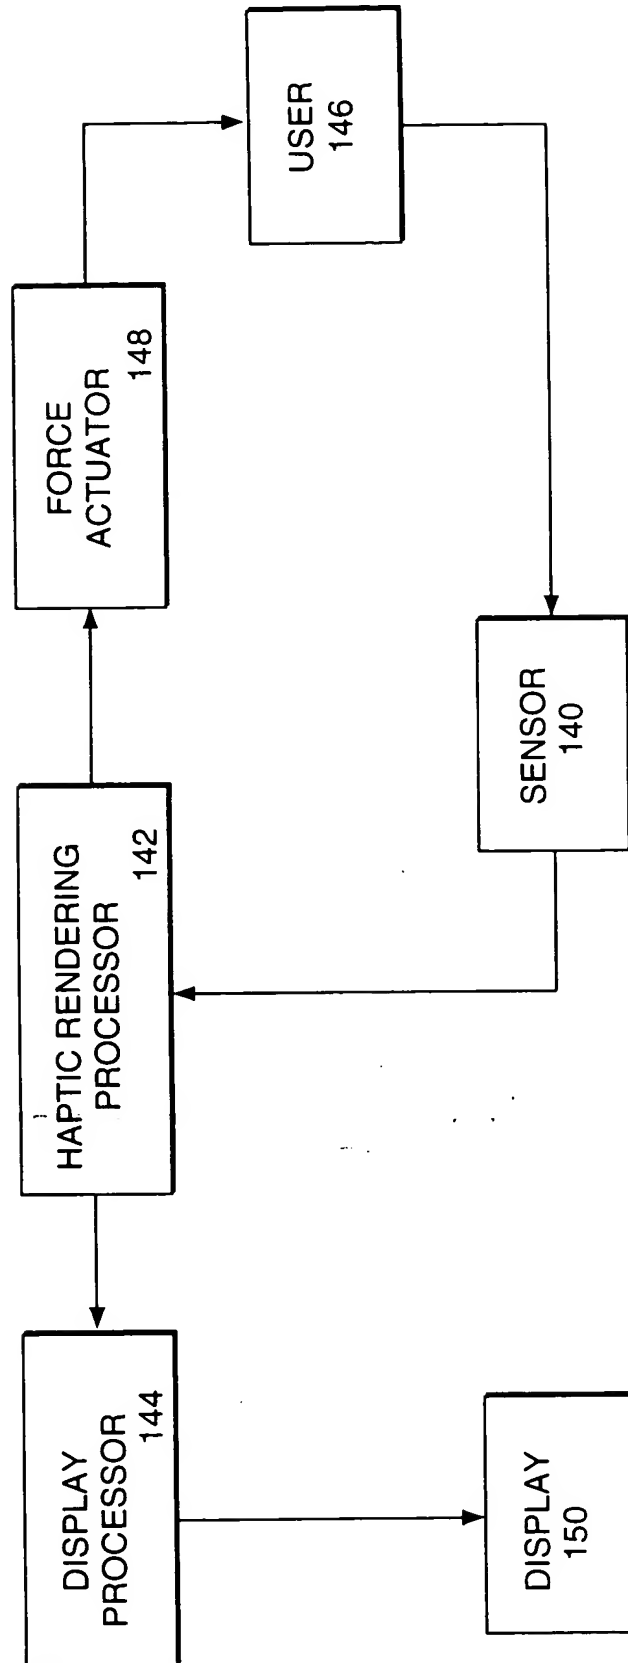 DISPLAY
PROCESSOR
144
HAPTIC RENDERING
PROCESSOR
142
FORCE
ACTUATOR
148
USER
146
SENSOR
140
DISPLAY
150